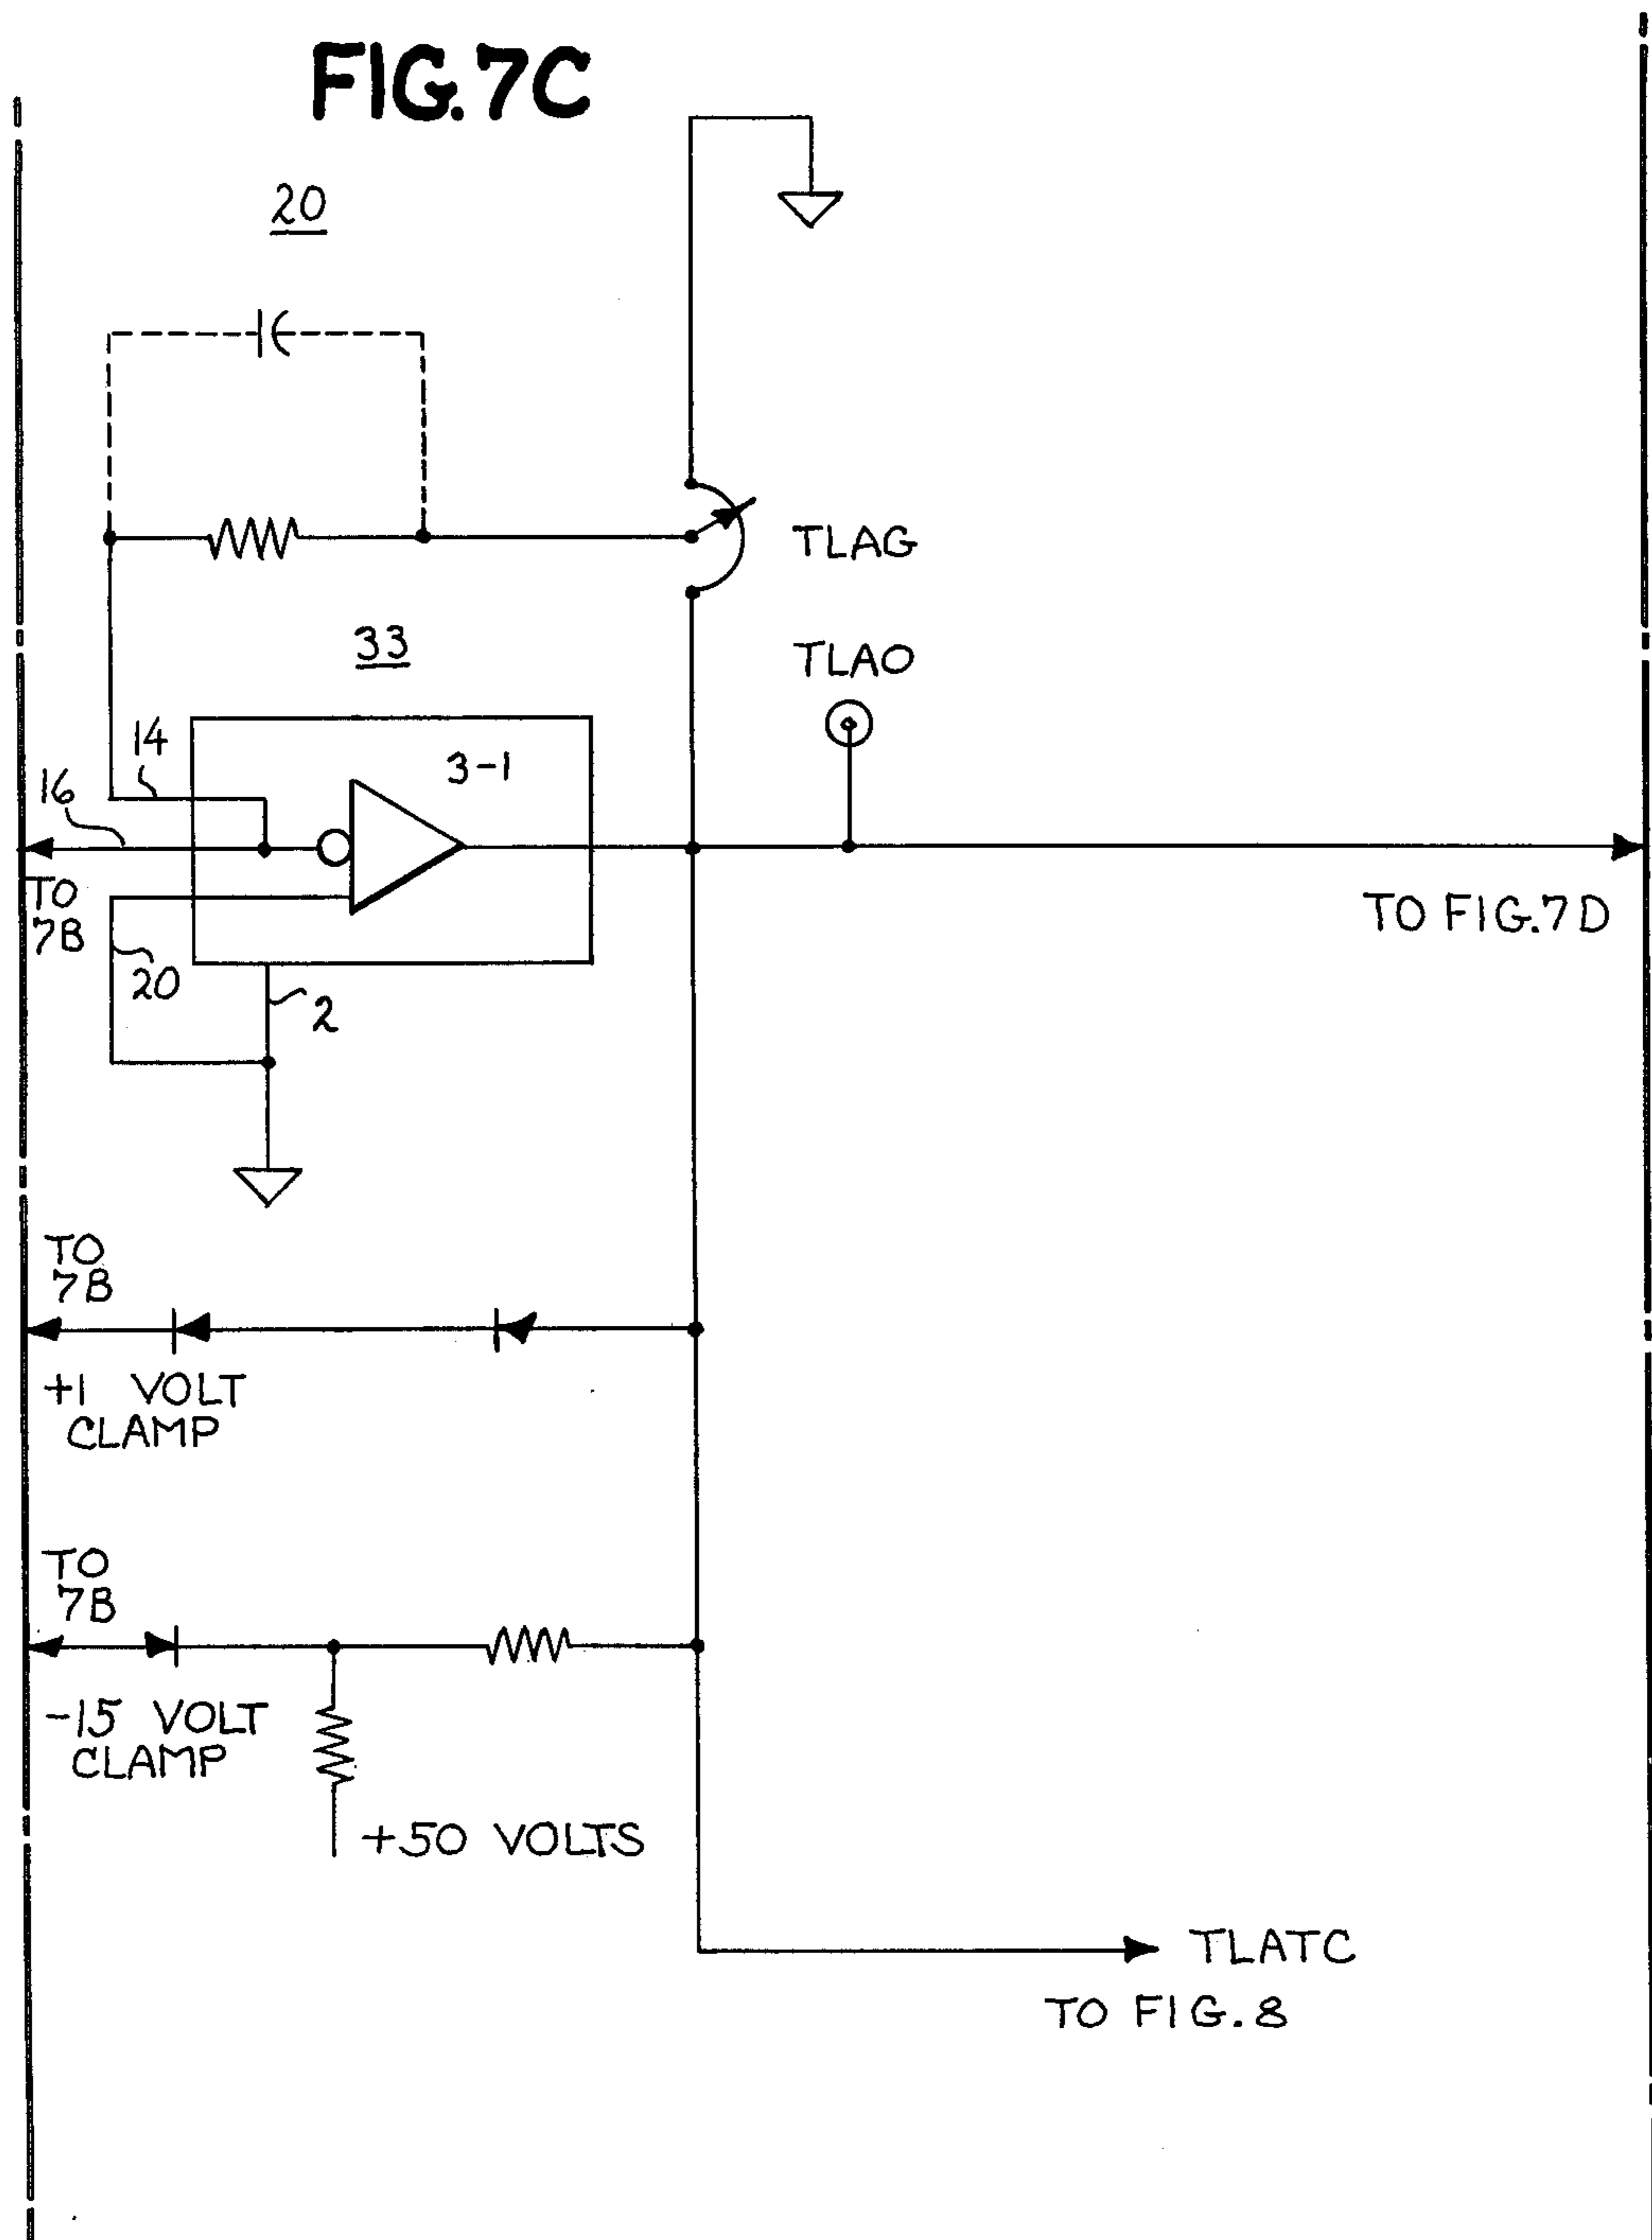 FIG.7C
20
TLAG
33
TLAO
14
3-1
16
TO
7B
TO FIG.7D
20
2
TO
7B
+1 VOLT
CLAMP
TO
7B
-15 VOLT
CLAMP
+50 VOLTS
TLATC
TO FIG.8